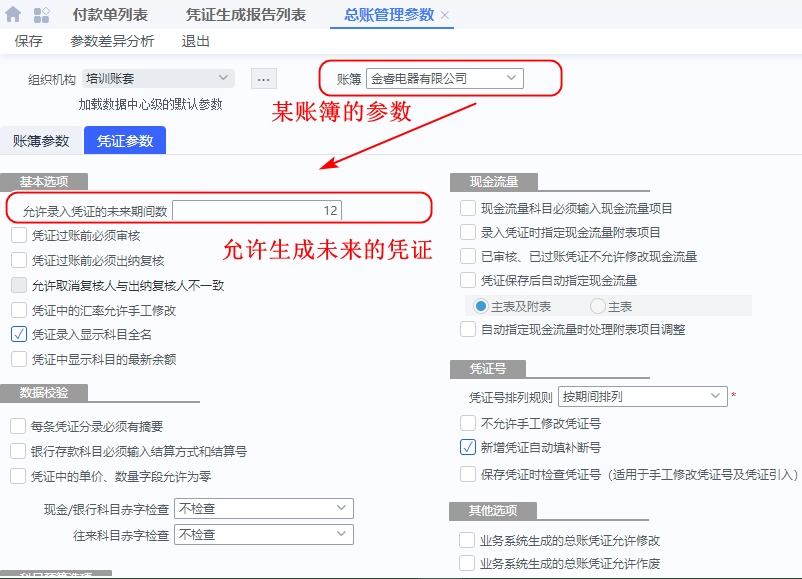 付款单列表 凭证生成报告列表 总账管理参数
保存 参数差异分析 退出
组织机构 培训账套 ... 账簿 金睿电器有限公司
加载数据中心级的默认参数
某账簿的参数
账簿参数 凭证参数
基本选项
允许录入凭证的未来期间数 12
允许生成未来的凭证
凭证过账前必须审核
凭证过账前必须出纳复核
允许取消复核人与出纳复核人不一致
凭证中的汇率允许手工修改
凭证录入显示科目全名
凭证中显示科目的最新余额
数据校验
每条凭证分录必须有摘要
银行存款科目必须输入结算方式和结算号
凭证中的单价、数量字段允许为零
现金/银行科目赤字检查 不检查
往来科目赤字检查 不检查
现金流量
现金流量科目必须输入现金流量项目
录入凭证时指定现金流量附表项目
已审核、已过账凭证不允许修改现金流量
凭证保存后自动指定现金流量
主表及附表 主表
自动指定现金流量时处理附表项目调整
凭证号
凭证号排列规则 按期间排列 *
不允许手工修改凭证号
新增凭证自动填补断号
保存凭证时检查凭证号（适用于手工修改凭证号及凭证引入）
其他选项
业务系统生成的总账凭证允许修改
业务系统生成的总账凭证允许作废